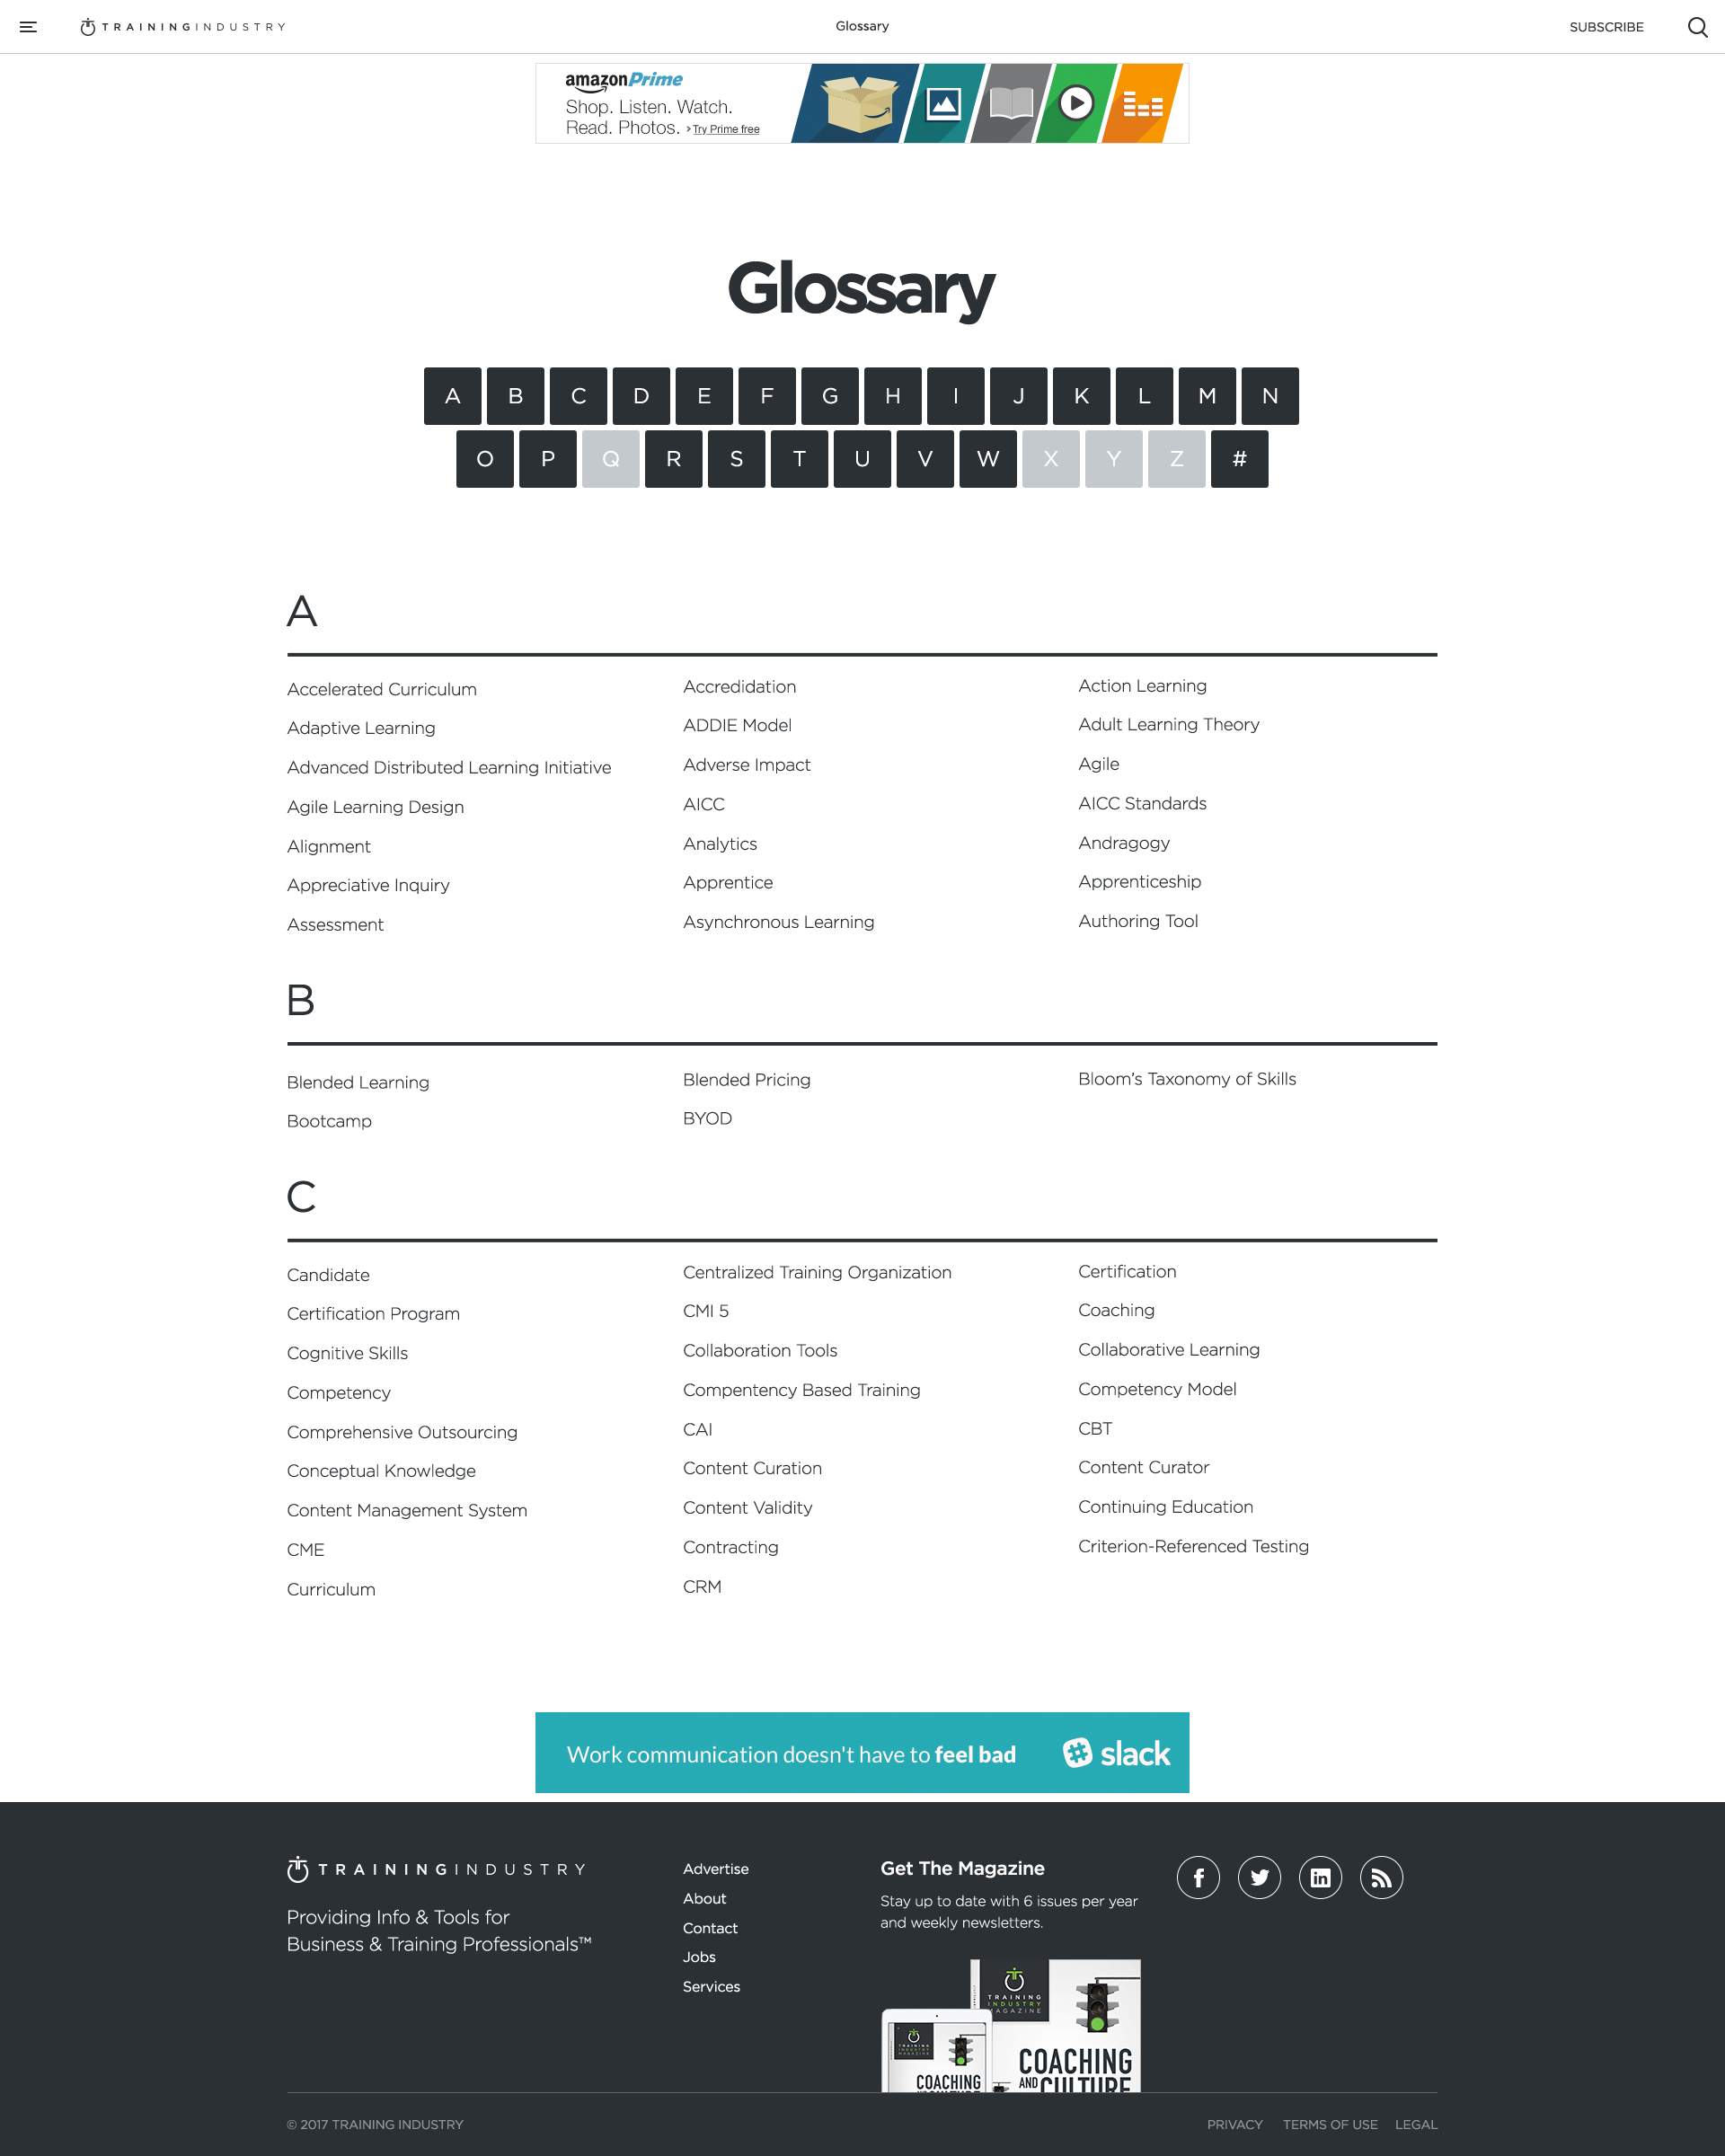 TRAININGINDUSTRY
Glossary
SUBSCRIBE
amazonPrime
Shop. Listen. Watch.
Read. Photos. › Try Prime free
Glossary
A B C D E F G H I J K L M N
O P Q R S T U V W X Y Z #
A
Accelerated Curriculum Accredidation Action Learning
Adaptive Learning ADDIE Model Adult Learning Theory
Advanced Distributed Learning Initiative Adverse Impact Agile
Agile Learning Design AICC AICC Standards
Alignment Analytics Andragogy
Appreciative Inquiry Apprentice Apprenticeship
Assessment Asynchronous Learning Authoring Tool
B
Blended Learning Blended Pricing Bloom's Taxonomy of Skills
Bootcamp BYOD
C
Candidate Centralized Training Organization Certification
Certification Program CMI 5 Coaching
Cognitive Skills Collaboration Tools Collaborative Learning
Competency Compentency Based Training Competency Model
Comprehensive Outsourcing CAI CBT
Conceptual Knowledge Content Curation Content Curator
Content Management System Content Validity Continuing Education
CME Contracting Criterion-Referenced Testing
Curriculum CRM
Work communication doesn't have to feel bad slack
TRAININGINDUSTRY
Providing Info & Tools for
Business & Training Professionals™
Advertise
About
Contact
Jobs
Services
Get The Magazine
Stay up to date with 6 issues per year
and weekly newsletters.
TRAINING
INDUSTRY
MAGAZINE
COACHING
AND CULTURE
TRAINING
INDUSTRY
MAGAZINE
COACHING
© 2017 TRAINING INDUSTRY
PRIVACY TERMS OF USE LEGAL